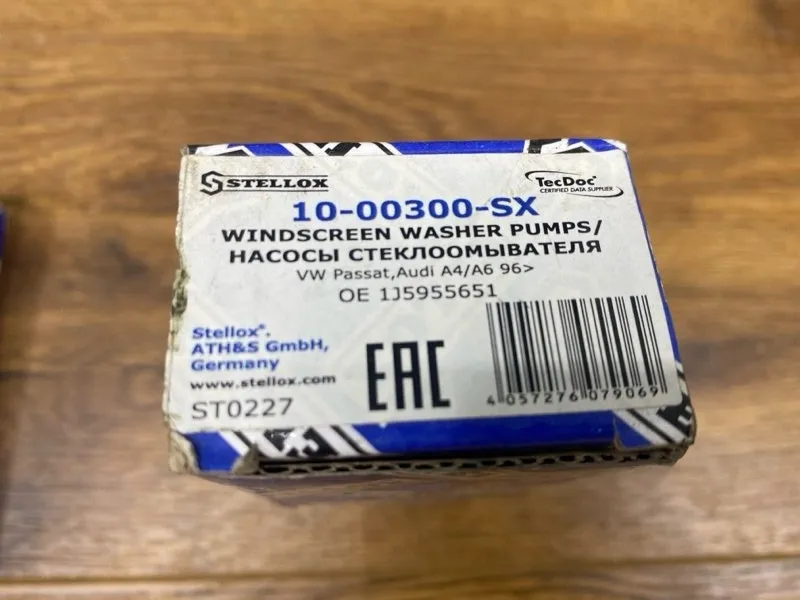 STELLOX
TecDoc
CERTIFIED DATA SUPPLIER
10-00300-SX
WINDSCREEN WASHER PUMPS/
НАСОСЫ СТЕКЛООМЫВАТЕЛЯ
VW Passat,Audi A4/A6 96>
OE 1J5955651
Stellox®.
ATH&S GmbH,
Germany
www.stellox.com
ST0227
EAC
4 057276 079069